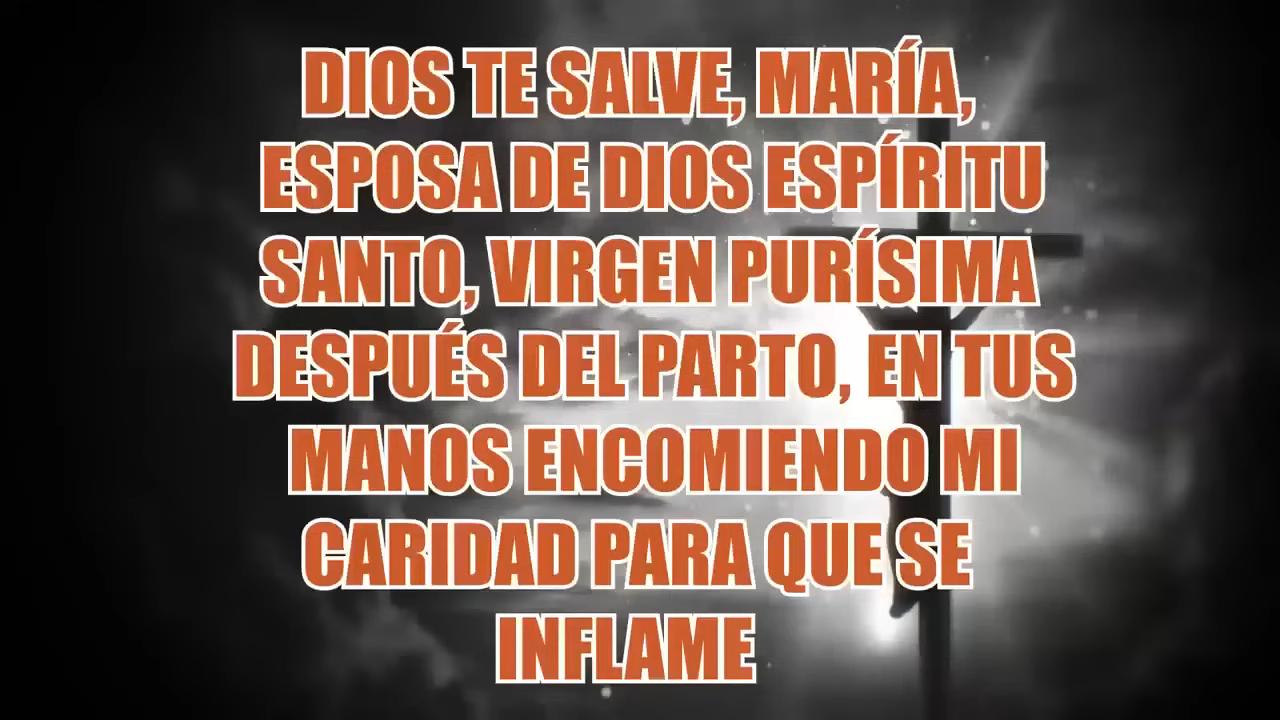 DIOS TE SALVE, MARÍA,
ESPOSA DE DIOS ESPÍRITU
SANTO, VIRGEN PURÍSIMA
DESPUÉS DEL PARTO, EN TUS
MANOS ENCOMIENDO MI
CARIDAD PARA QUE SE
INFLAME